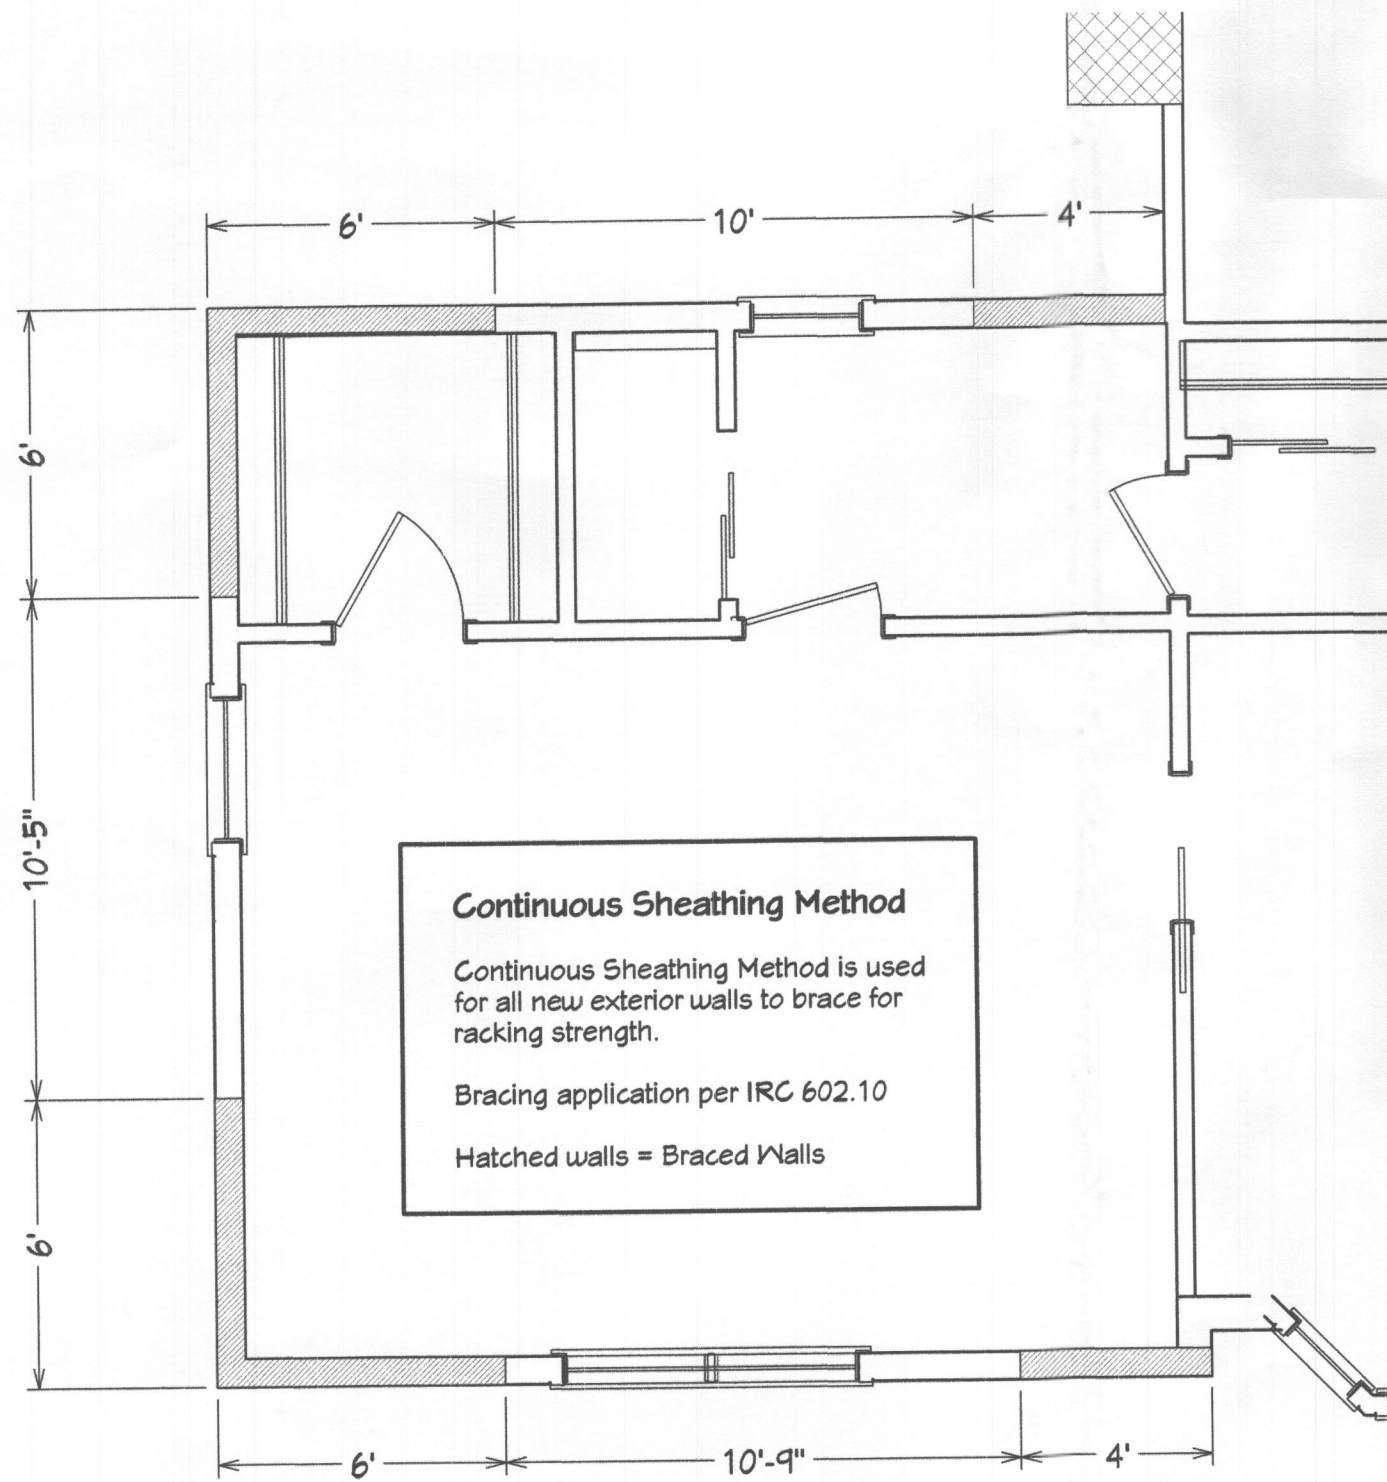 6'
10'
4'
6'
10'-5"
6'
Continuous Sheathing Method
Continuous Sheathing Method is used
for all new exterior walls to brace for
racking strength.
Bracing application per IRC 602.10
Hatched walls = Braced Walls
6'
10'-9"
4'